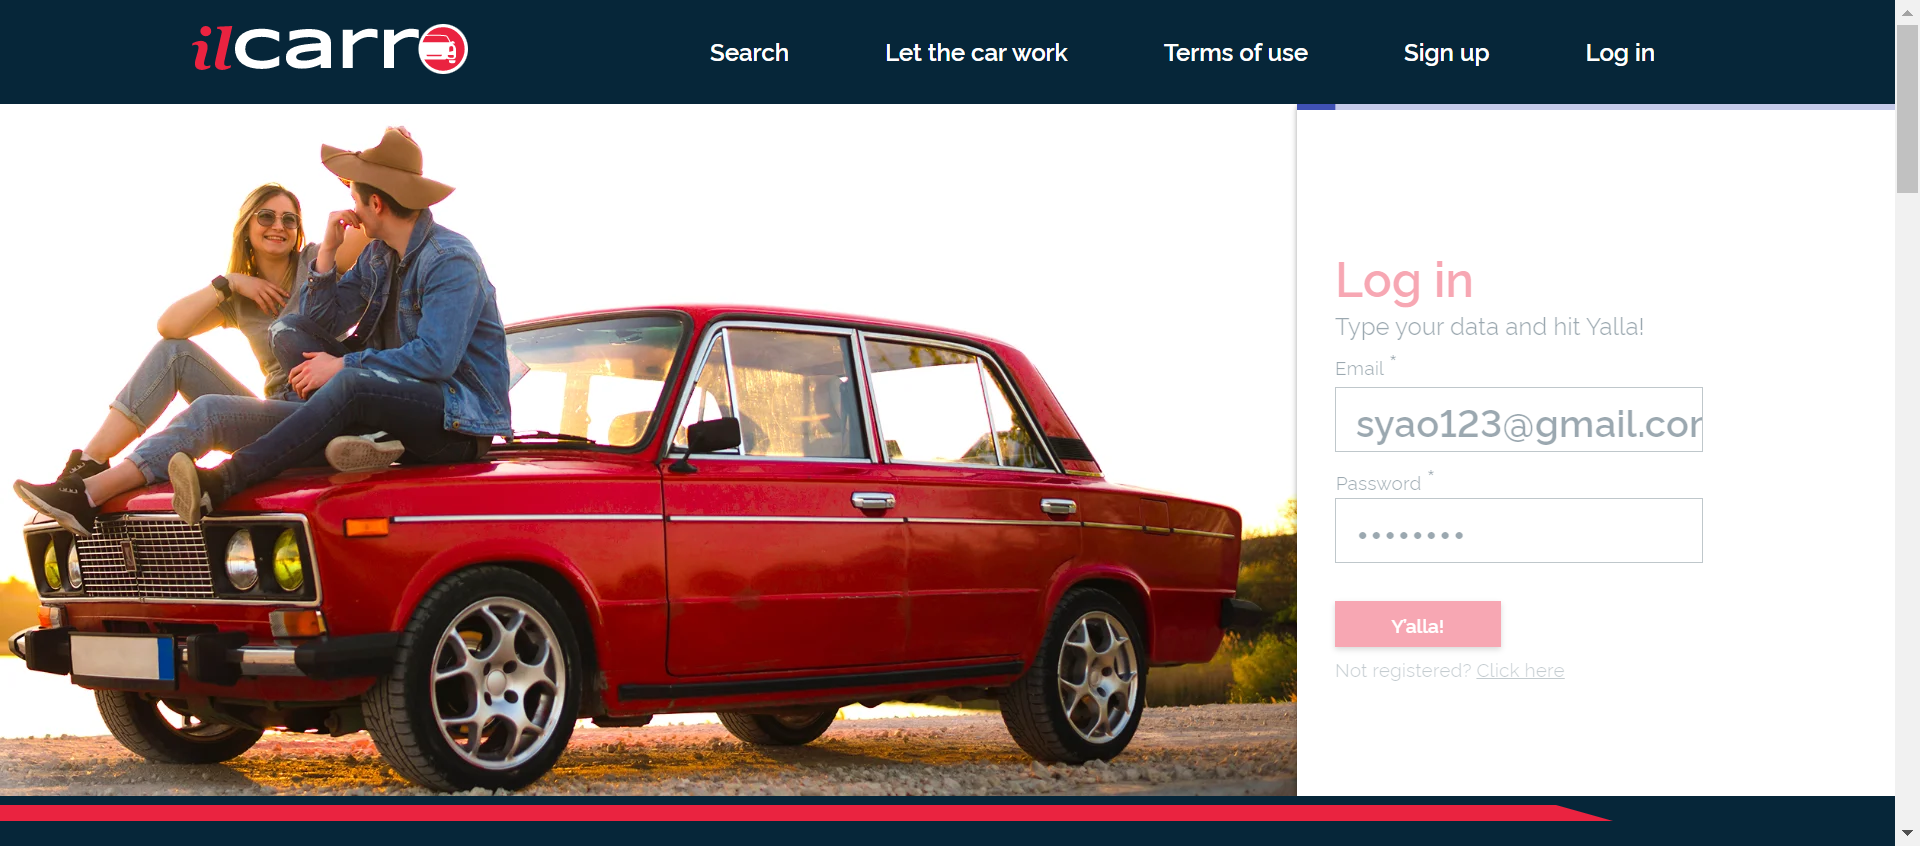 ilcarro
Search
Let the car work
Terms of use
Sign up
Log in
Log in
Type your data and hit Yalla!
Email *
syao123@gmail.cor
Password *
••••••••
Y'alla!
Not registered? Click here